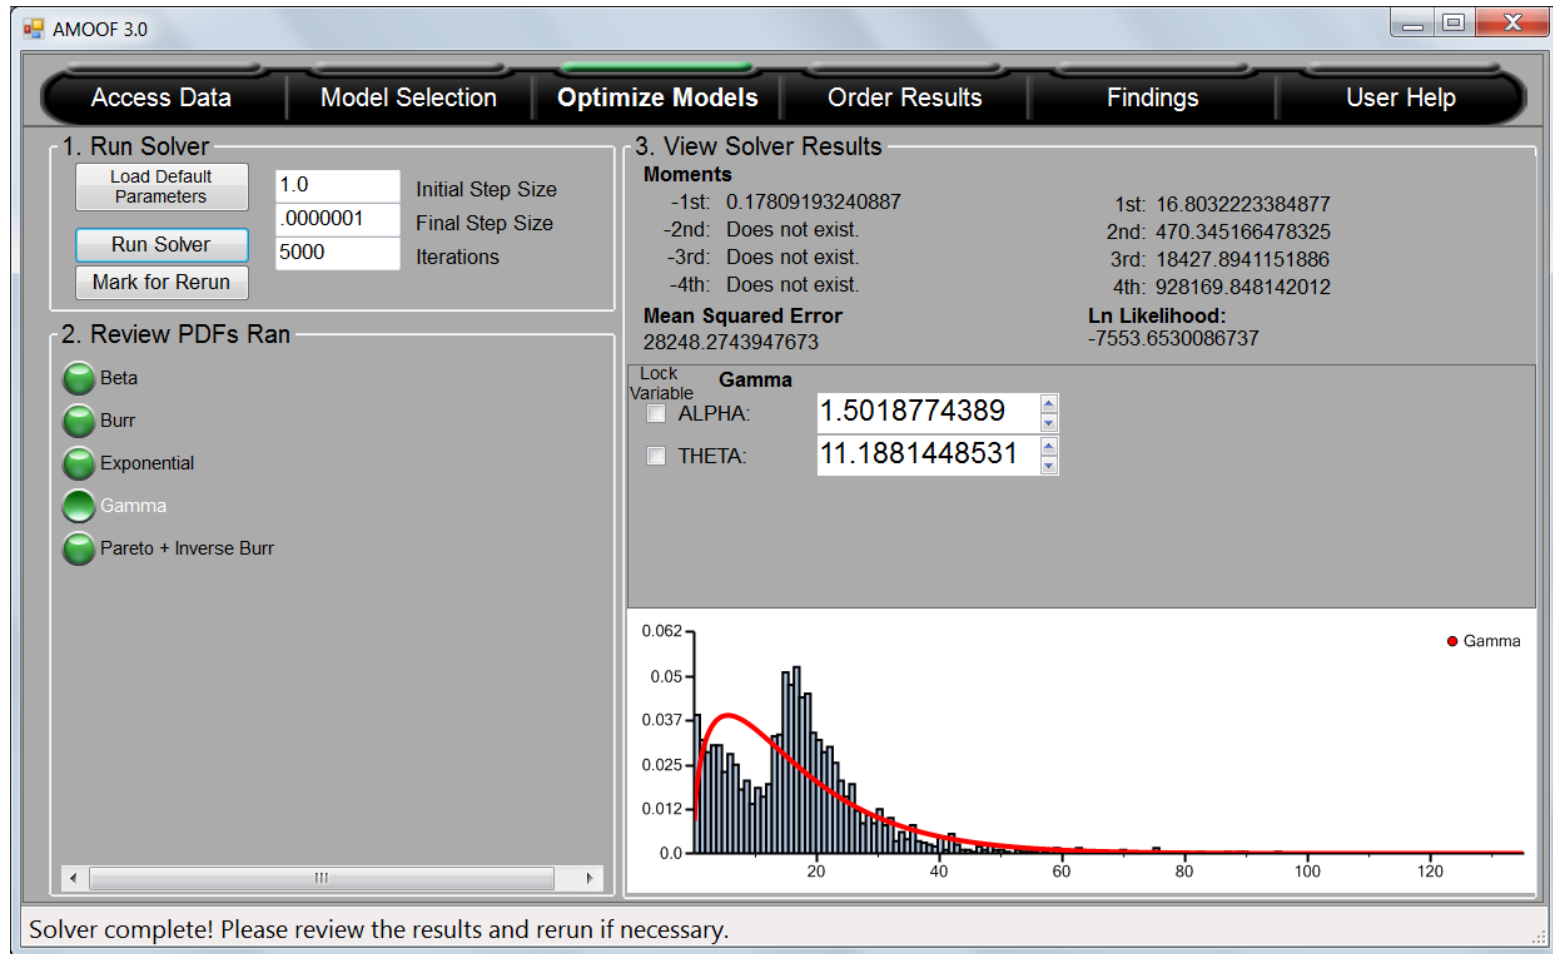 AMOOF 3.0
Access Data
Model Selection
Optimize Models
Order Results
Findings
User Help
1. Run Solver
Load Default
Parameters
1.0
Initial Step Size
.0000001
Final Step Size
Run Solver
5000
Iterations
Mark for Rerun
2. Review PDFs Ran
Beta
Burr
Exponential
Gamma
Pareto + Inverse Burr
3. View Solver Results
Moments
-1st: 0.17809193240887
-2nd: Does not exist.
-3rd: Does not exist.
-4th: Does not exist.
1st: 16.8032223384877
2nd: 470.345166478325
3rd: 18427.8941151886
4th: 928169.848142012
Mean Squared Error
28248.2743947673
Ln Likelihood:
-7553.6530086737
Lock
Variable
Gamma
ALPHA:
1.5018774389
THETA:
11.1881448531
0.062
0.05
0.037
0.025
0.012
0.0
20
40
60
80
100
120
Gamma
Solver complete! Please review the results and rerun if necessary.